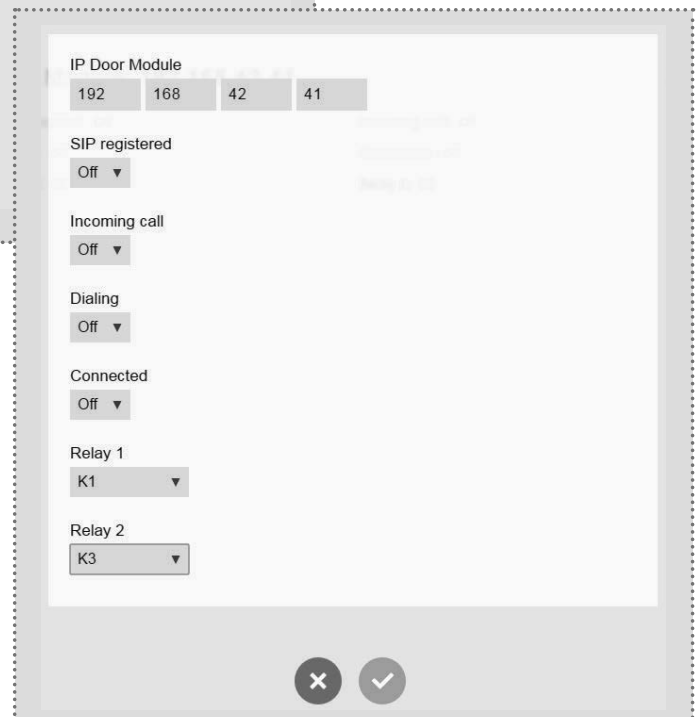 IP Door Module
192 168 42 41
SIP registered
Off
Incoming call
Off
Dialing
Off
Connected
Off
Relay 1
K1
Relay 2
K3